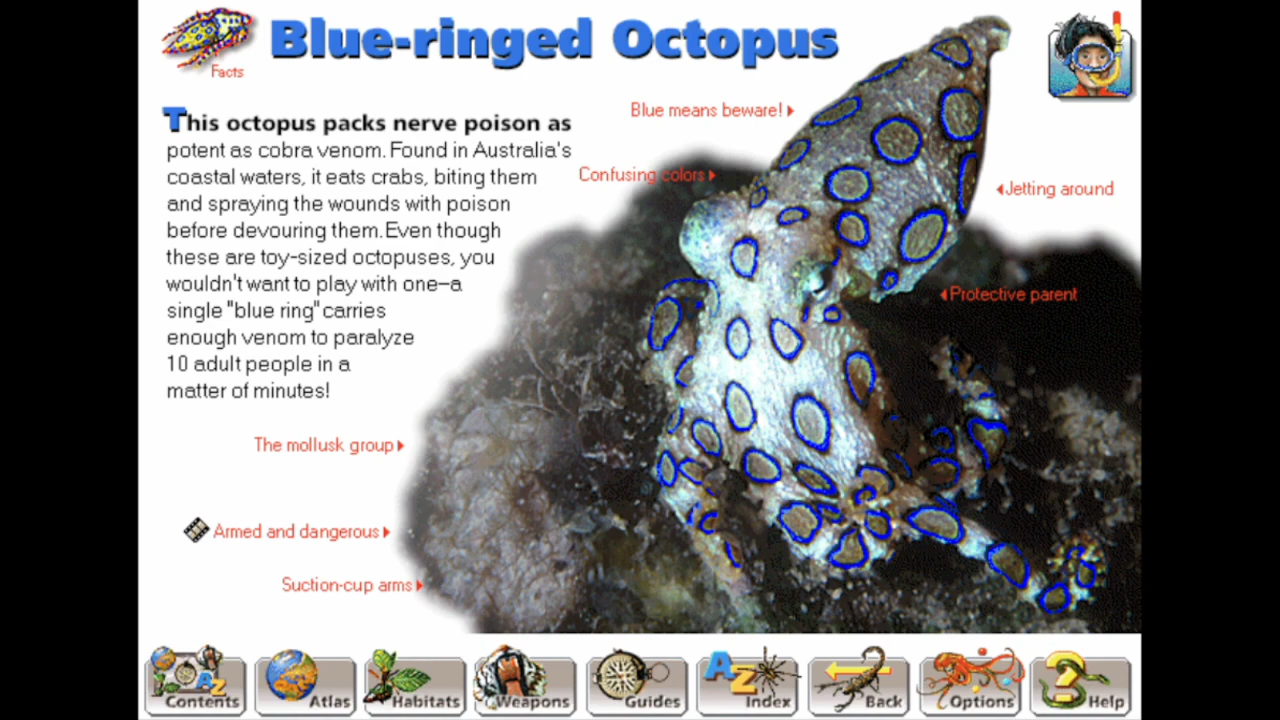 Blue-ringed Octopus
Facts
This octopus packs nerve poison as
potent as cobra venom. Found in Australia's
coastal waters, it eats crabs, biting them
and spraying the wounds with poison
before devouring them. Even though
these are toy-sized octopuses, you
wouldn't want to play with one–a
single "blue ring" carries
enough venom to paralyze
10 adult people in a
matter of minutes!
Blue means beware!
Confusing colors
Jetting around
Protective parent
The mollusk group
Armed and dangerous
Suction-cup arms
AZ
Contents
Atlas
Habitats
Weapons
Guides
AZ
Index
Back
Options
?
Help